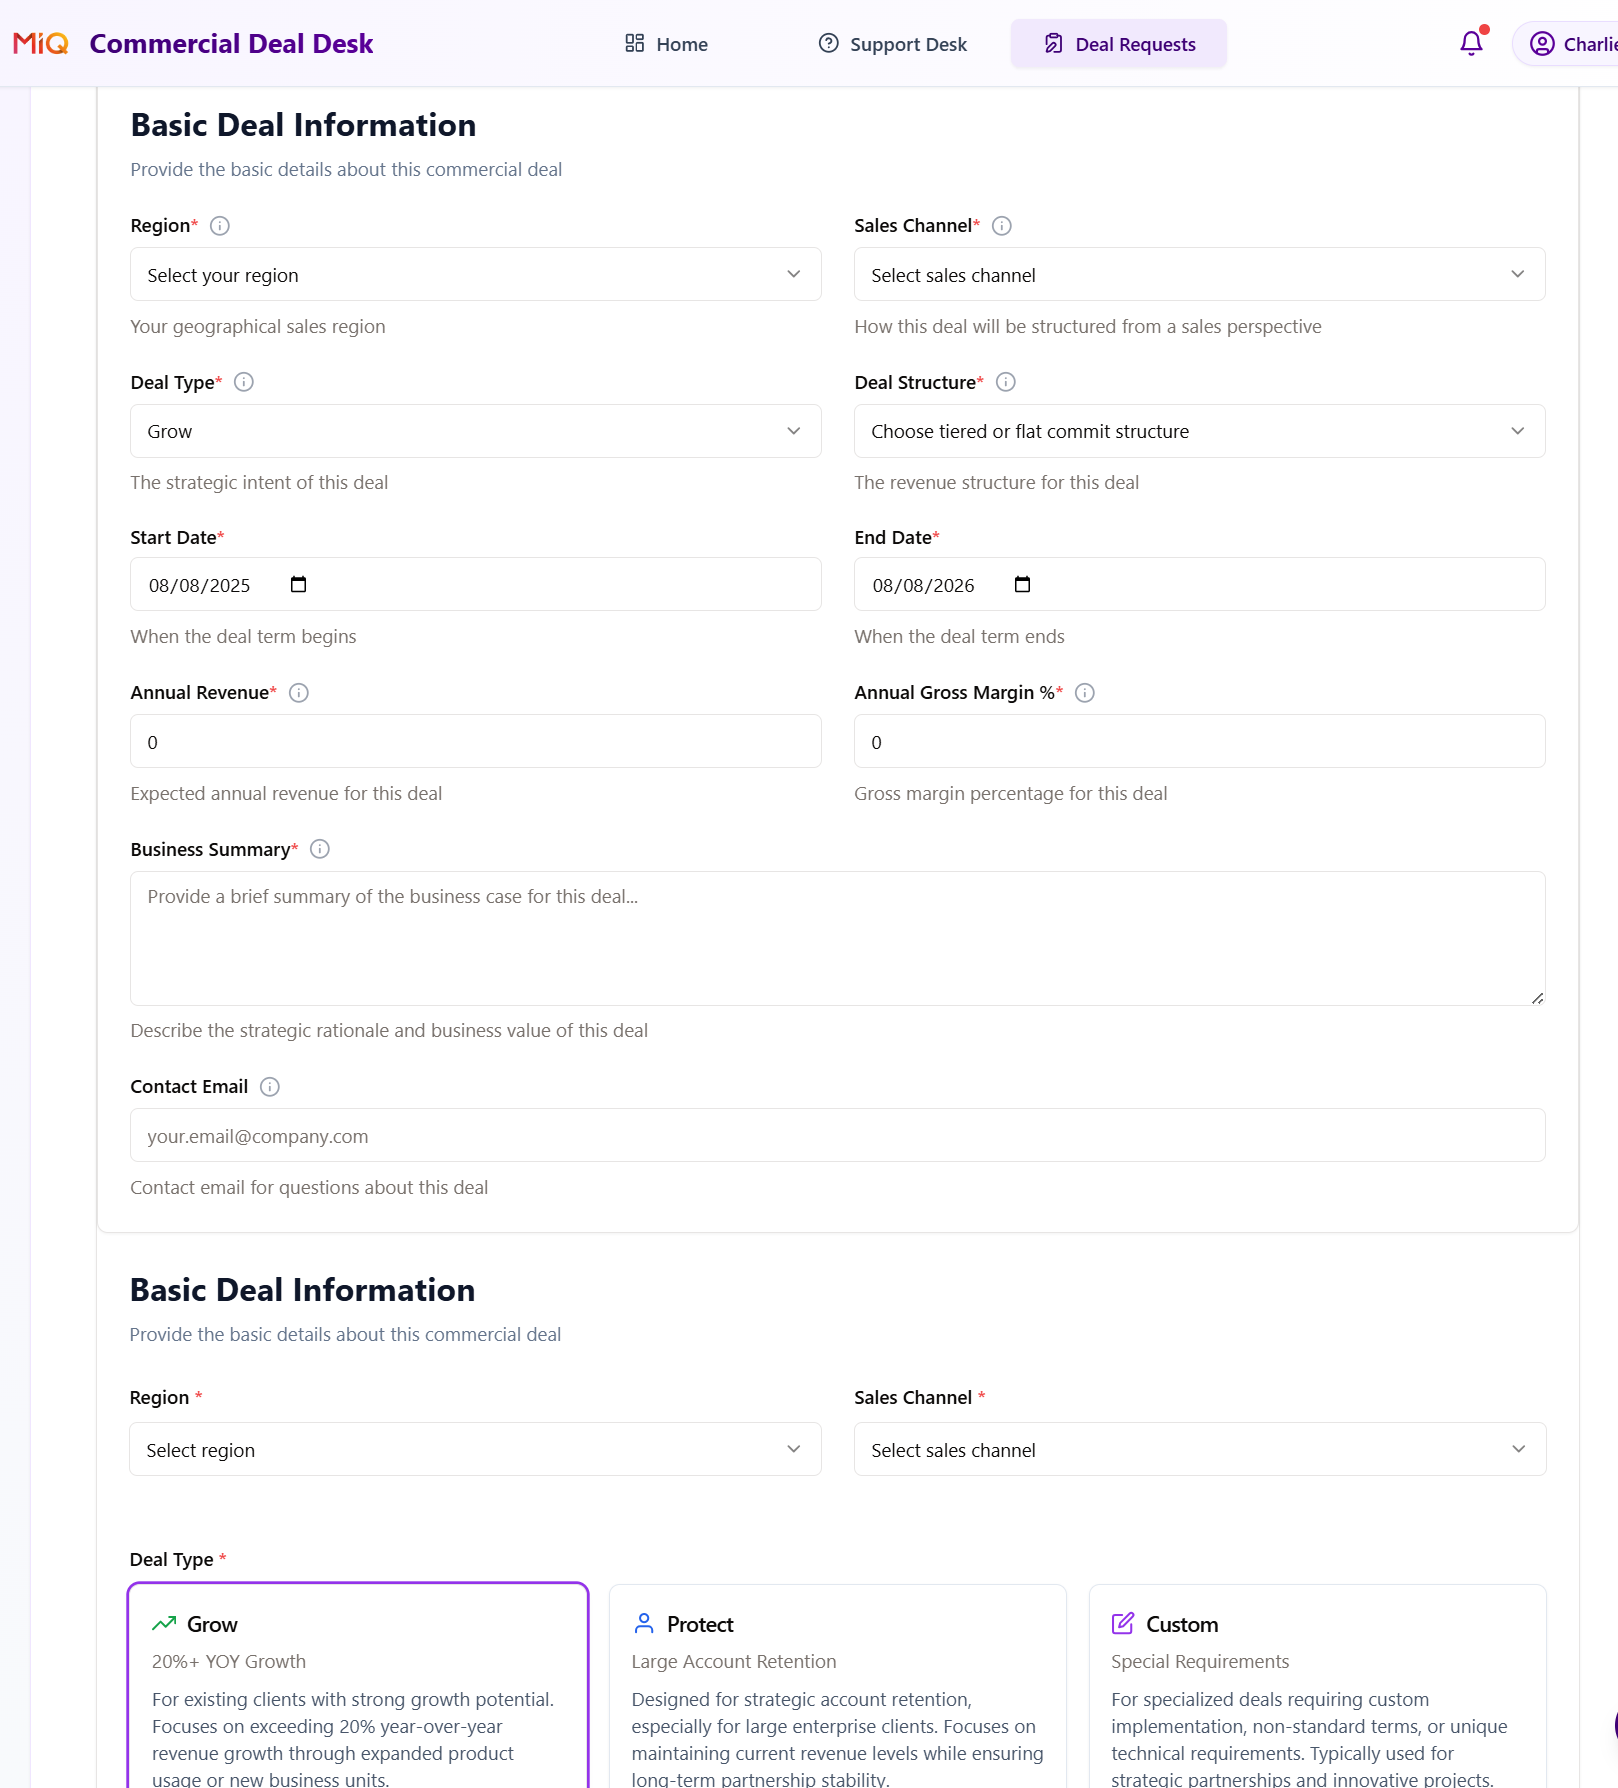 MiQ Commercial Deal Desk Home Support Desk Deal Requests Charlie
Basic Deal Information
Provide the basic details about this commercial deal
Region* Sales Channel*
Select your region Select sales channel
Your geographical sales region How this deal will be structured from a sales perspective
Deal Type* Deal Structure*
Grow Choose tiered or flat commit structure
The strategic intent of this deal The revenue structure for this deal
Start Date* End Date*
08/08/2025 08/08/2026
When the deal term begins When the deal term ends
Annual Revenue* Annual Gross Margin %*
0 0
Expected annual revenue for this deal Gross margin percentage for this deal
Business Summary*
Provide a brief summary of the business case for this deal...
Describe the strategic rationale and business value of this deal
Contact Email
your.email@company.com
Contact email for questions about this deal
Basic Deal Information
Provide the basic details about this commercial deal
Region * Sales Channel *
Select region Select sales channel
Deal Type *
Grow
20%+ YOY Growth
For existing clients with strong growth potential.
Focuses on exceeding 20% year-over-year
revenue growth through expanded product
usage or new business units.
Protect
Large Account Retention
Designed for strategic account retention,
especially for large enterprise clients. Focuses on
maintaining current revenue levels while ensuring
long-term partnership stability.
Custom
Special Requirements
For specialized deals requiring custom
implementation, non-standard terms, or unique
technical requirements. Typically used for
strategic partnerships and innovative projects.